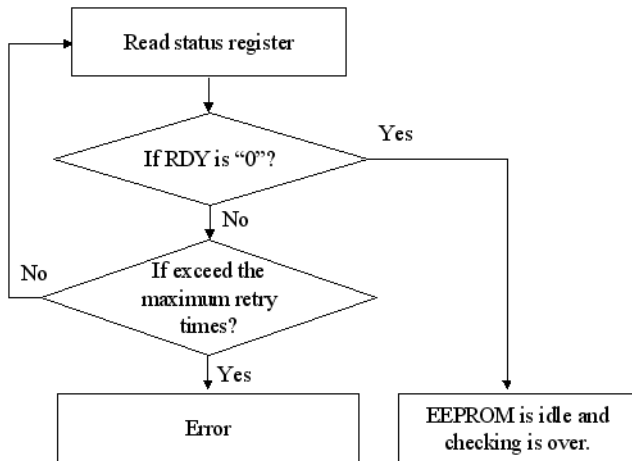 Read status register
Yes
If RDY is “0”?
No
No
If exceed the
maximum retry
times?
Yes
Error
EEPROM is idle and
checking is over.